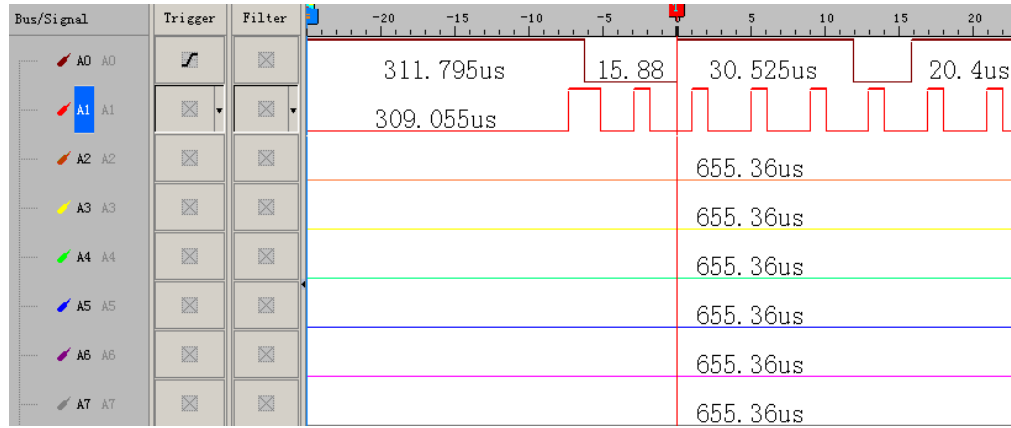 Bus/Signal Trigger Filter -20 -15 -10 -5 5 10 15 20
A0 A0 311.795us 15.88 30.525us 20.4us
A1 A1 309.055us
A2 A2 655.36us
A3 A3 655.36us
A4 A4 655.36us
A5 A5 655.36us
A6 A6 655.36us
A7 A7 655.36us